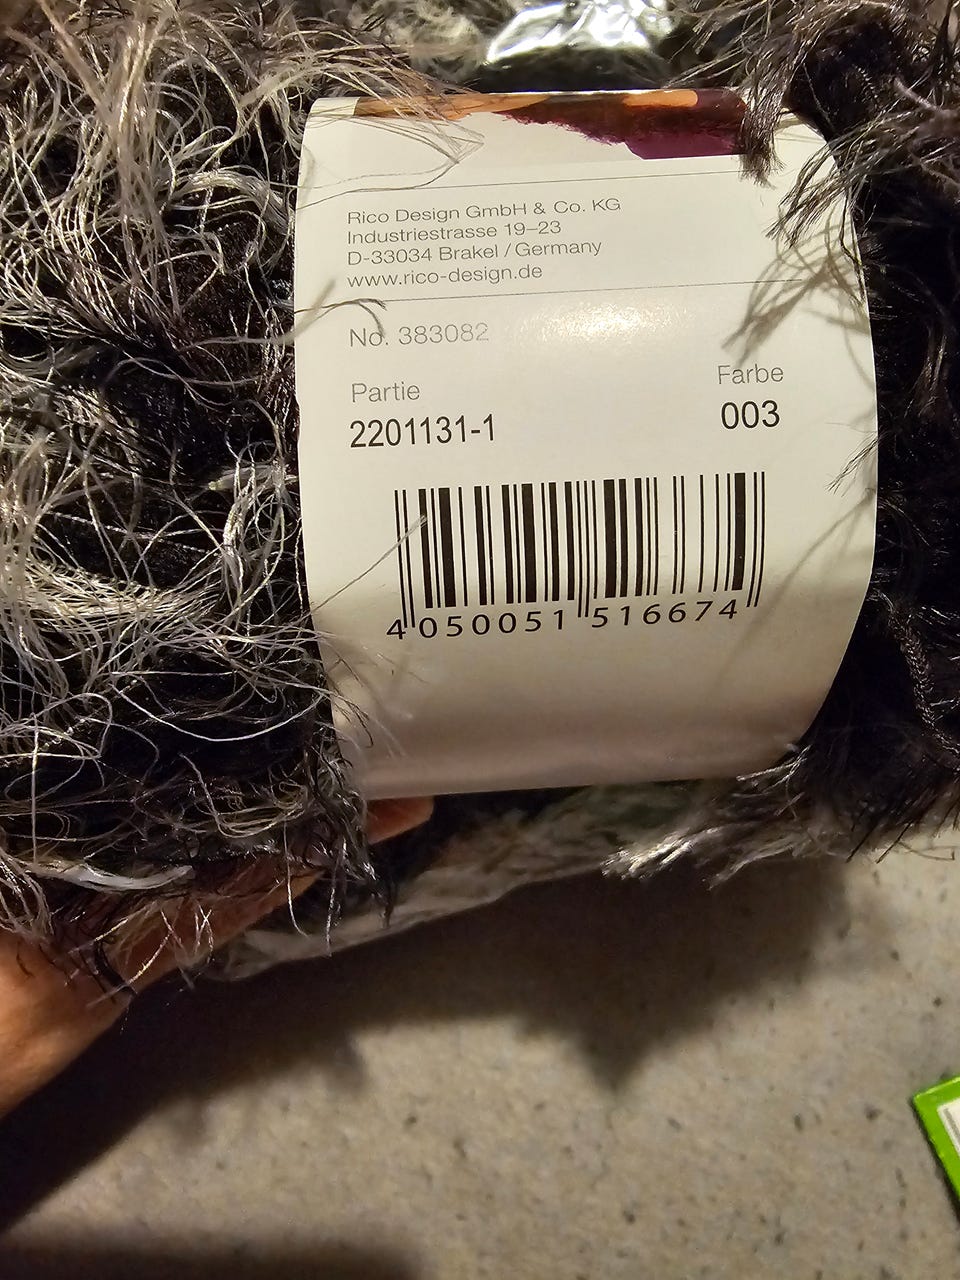 Rico Design GmbH & Co. KG
Industriestrasse 19–23
D-33034 Brakel / Germany
www.rico-design.de
No. 383082
Partie
Farbe
2201131-1
003
4 050051 516674